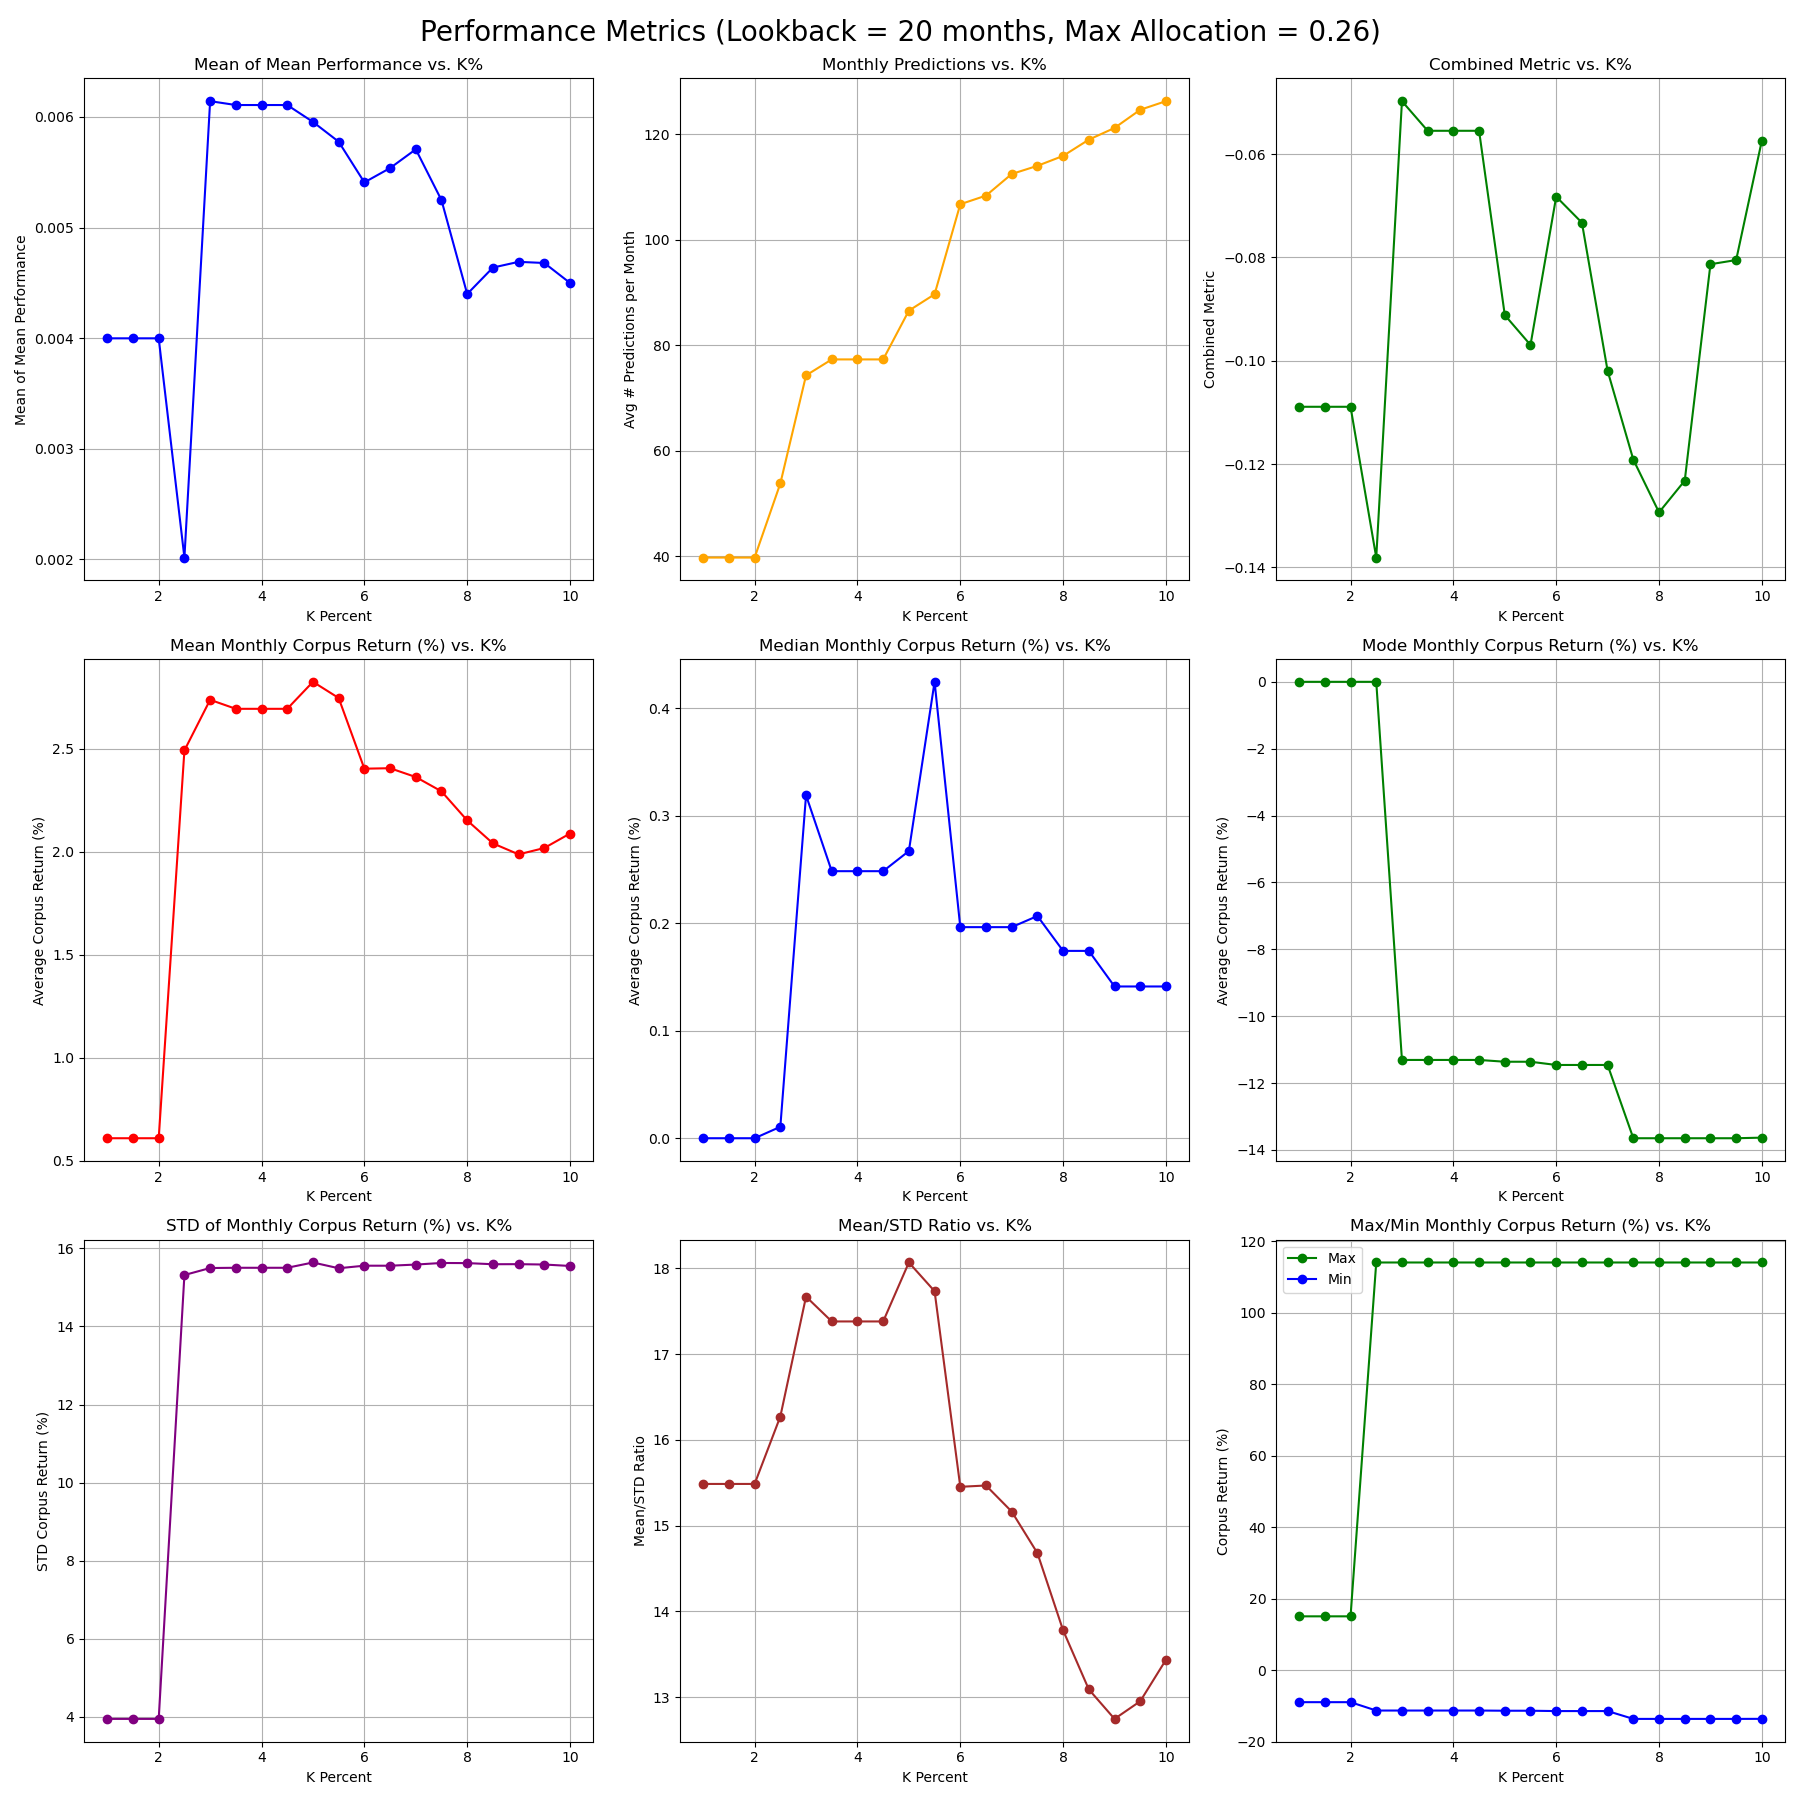 Performance Metrics (Lookback = 20 months, Max Allocation = 0.26)
Mean of Mean Performance vs. K%
Mean of Mean Performance
0.006
0.005
0.004
0.003
0.002
2 4 6 8 10
K Percent
Monthly Predictions vs. K%
Avg # Predictions per Month
120
100
80
60
40
2 4 6 8 10
K Percent
Combined Metric vs. K%
Combined Metric
−0.06
−0.08
−0.10
−0.12
−0.14
2 4 6 8 10
K Percent
Mean Monthly Corpus Return (%) vs. K%
Average Corpus Return (%)
2.5
2.0
1.5
1.0
0.5
2 4 6 8 10
K Percent
Median Monthly Corpus Return (%) vs. K%
Average Corpus Return (%)
0.4
0.3
0.2
0.1
0.0
2 4 6 8 10
K Percent
Mode Monthly Corpus Return (%) vs. K%
Average Corpus Return (%)
0
−2
−4
−6
−8
−10
−12
−14
2 4 6 8 10
K Percent
STD of Monthly Corpus Return (%) vs. K%
STD Corpus Return (%)
16
14
12
10
8
6
4
2 4 6 8 10
K Percent
Mean/STD Ratio vs. K%
Mean/STD Ratio
18
17
16
15
14
13
2 4 6 8 10
K Percent
Max/Min Monthly Corpus Return (%) vs. K%
Corpus Return (%)
Max
Min
120
100
80
60
40
20
0
−20
2 4 6 8 10
K Percent